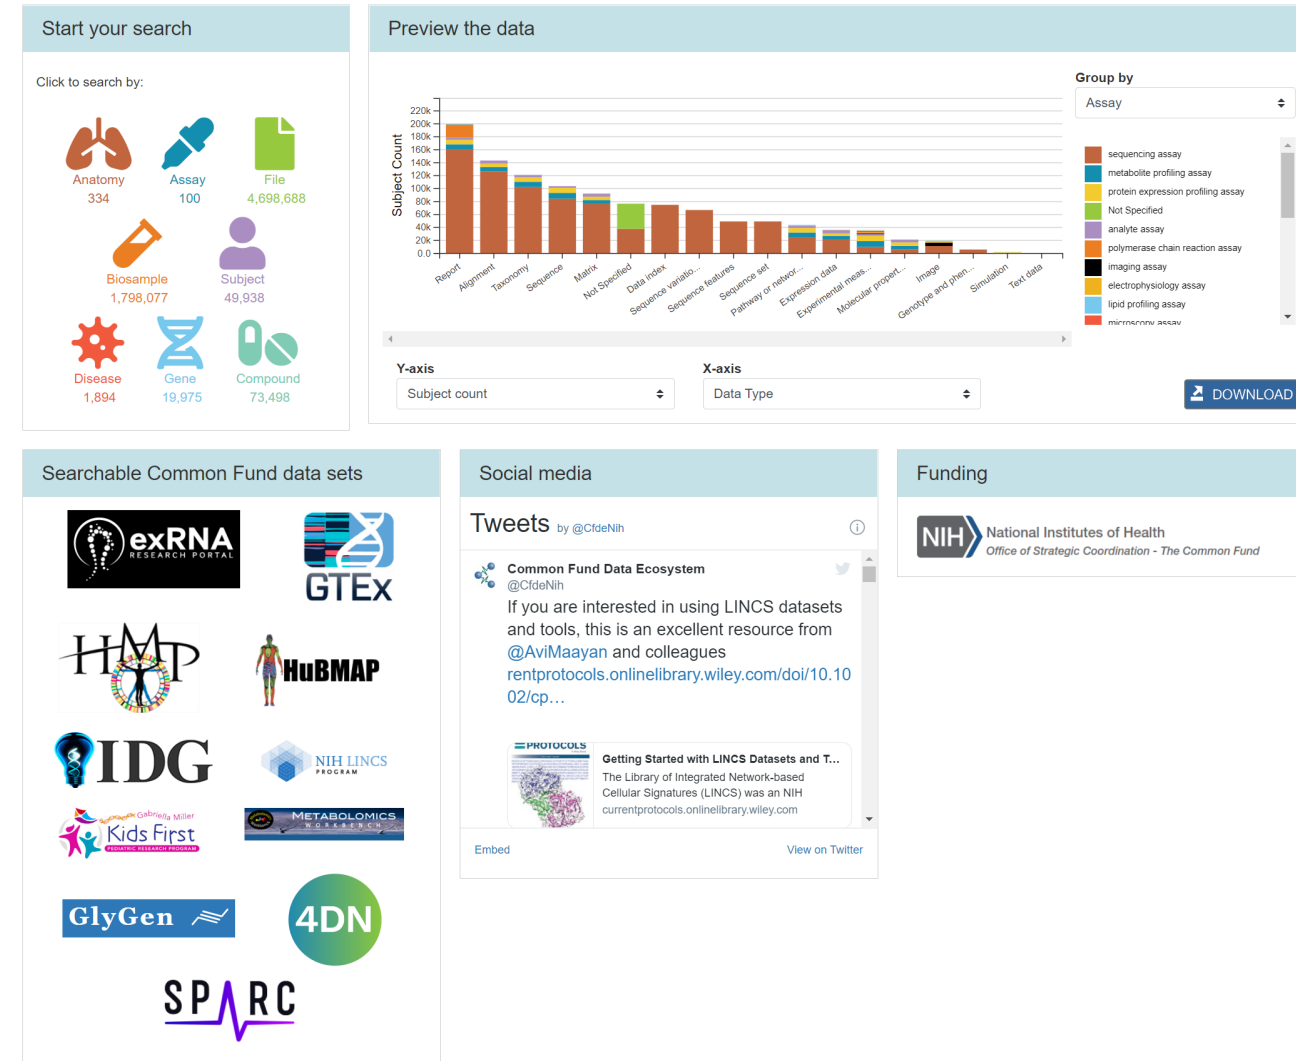 Start your search
Click to search by:
Anatomy
334
Assay
100
File
4,698,688
Biosample
1,798,077
Subject
49,938
Disease
1,894
Gene
19,975
Compound
73,498
Preview the data
Subject Count
220k
200k
180k
160k
140k
120k
100k
80k
60k
40k
20k
0.0
Report
Alignment
Taxonomy
Sequence
Matrix
Not Specified
Data index
Sequence variatio...
Sequence features
Sequence set
Pathway or networ...
Expression data
Experimental meas...
Molecular propert...
Image
Genotype and phen...
Simulation
Text data
Group by
Assay
sequencing assay
metabolite profiling assay
protein expression profiling assay
Not Specified
analyte assay
polymerase chain reaction assay
imaging assay
electrophysiology assay
lipid profiling assay
microscopy assay
Y-axis
Subject count
X-axis
Data Type
DOWNLOAD
Searchable Common Fund data sets
exRNA
RESEARCH PORTAL
GTEx
HMP
HuBMAP
IDG
NIH LINCS
PROGRAM
Gabriella Miller
Kids First
PEDIATRIC RESEARCH PROGRAM
METABOLOMICS
WORKBENCH
GlyGen
4DN
SPARC
Social media
Tweets by @CfdeNih
Common Fund Data Ecosystem
@CfdeNih
If you are interested in using LINCS datasets
and tools, this is an excellent resource from
@AviMaayan and colleagues
rentprotocols.onlinelibrary.wiley.com/doi/10.10
02/cp…
PROTOCOLS
Getting Started with LINCS Datasets and T...
The Library of Integrated Network-based
Cellular Signatures (LINCS) was an NIH
currentprotocols.onlinelibrary.wiley.com
Embed
View on Twitter
Funding
NIH
National Institutes of Health
Office of Strategic Coordination - The Common Fund